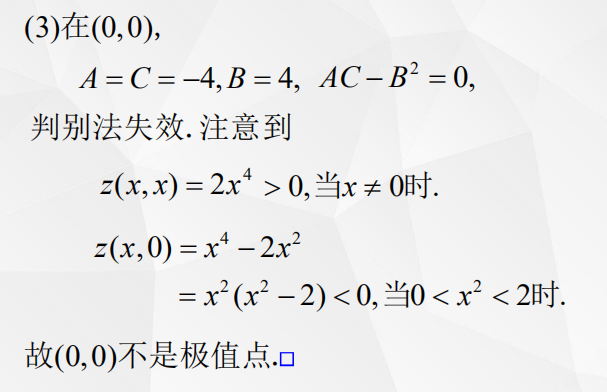 (3)在(0,0),
A = C = −4, B = 4, AC − B² = 0,
判别法失效. 注意到
z(x,x) = 2x⁴ > 0, 当x ≠ 0时.
z(x,0) = x⁴ − 2x²
= x²(x² − 2) < 0, 当0 < x² < 2时.
故(0,0)不是极值点.□